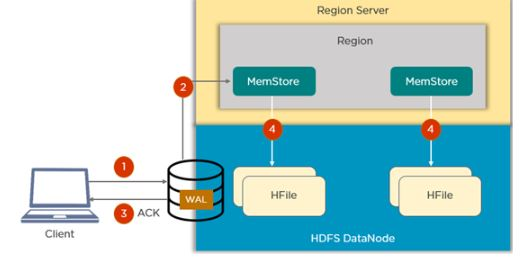 Region Server
Region
2
MemStore
MemStore
4
4
1
WAL
3 ACK
HFile
HFile
Client
HDFS DataNode